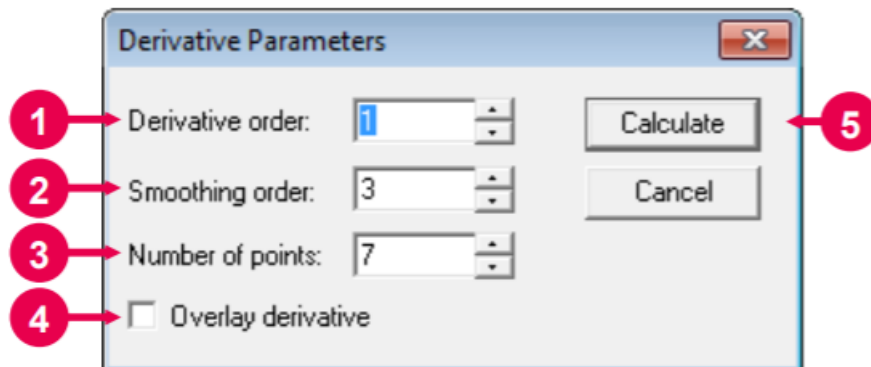 Derivative Parameters
1 Derivative order: 1 Calculate 5
2 Smoothing order: 3 Cancel
3 Number of points: 7
4 Overlay derivative